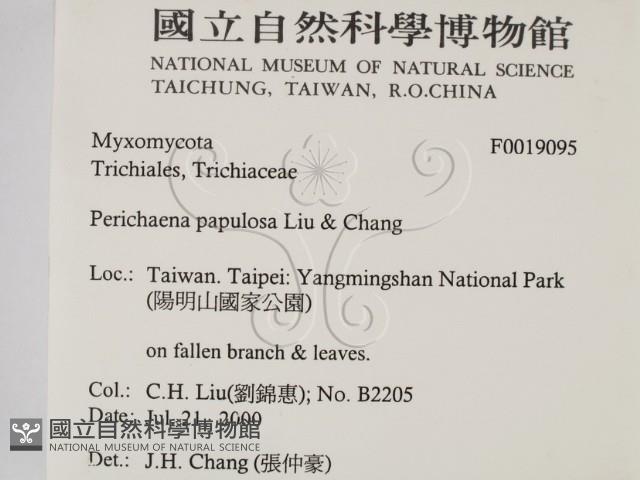 國立自然科學博物館
NATIONAL MUSEUM OF NATURAL SCIENCE
TAICHUNG, TAIWAN, R.O.CHINA
Myxomycota F0019095
Trichiales, Trichiaceae
Perichaena papulosa Liu & Chang
Loc.: Taiwan. Taipei: Yangmingshan National Park
(陽明山國家公園)
on fallen branch & leaves.
Col.: C.H. Liu(劉錦惠); No. B2205
Date: Jul 21, 2000
國立自然科學博物館
NATIONAL MUSEUM OF NATURAL SCIENCE
Det.: J.H. Chang (張仲豪)